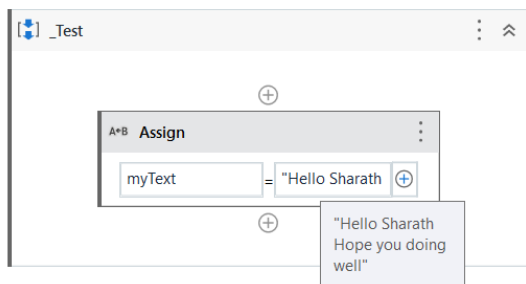 _Test
A+B Assign
myText = "Hello Sharath
"Hello Sharath
Hope you doing
well"